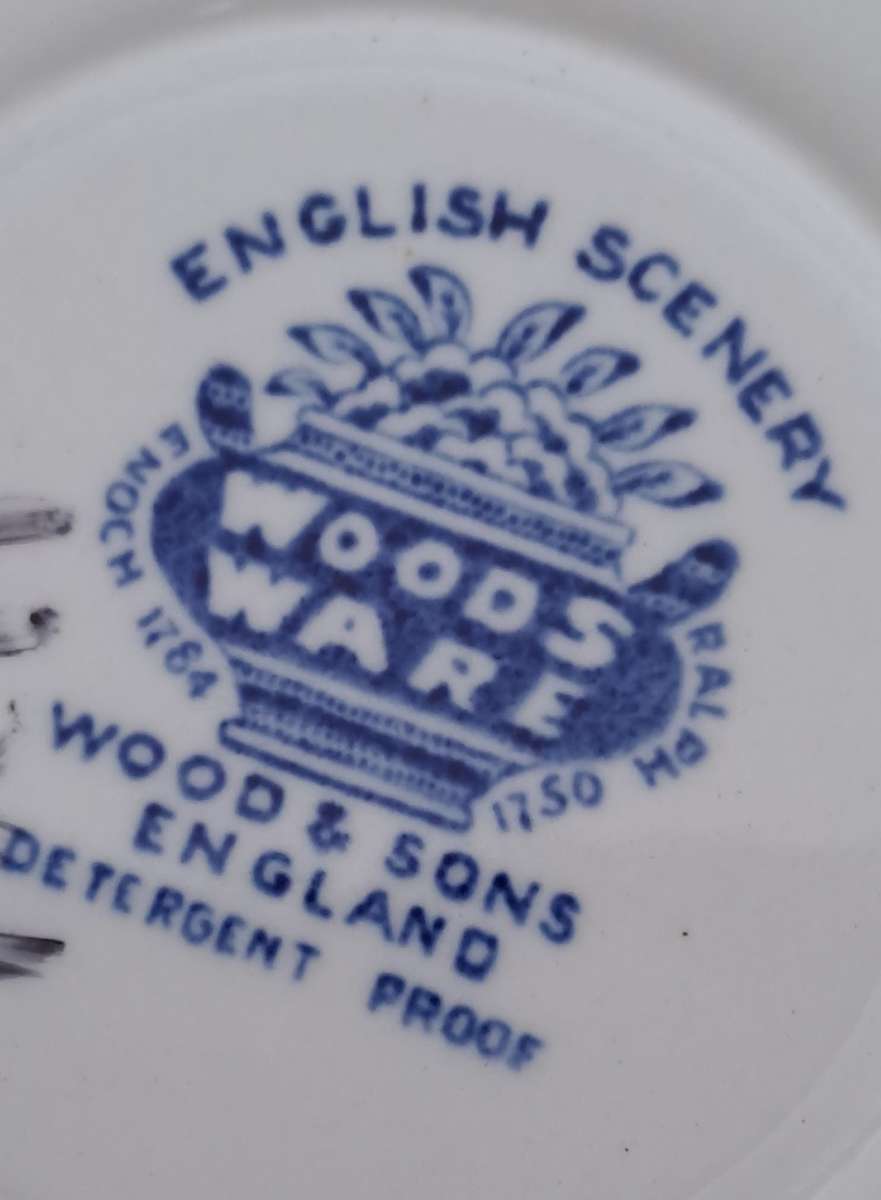 ENGLISH SCENERY
WOODS
WARE
ENOCH 1784
RALPH 1750
WOOD & SONS
ENGLAND
DETERGENT PROOF